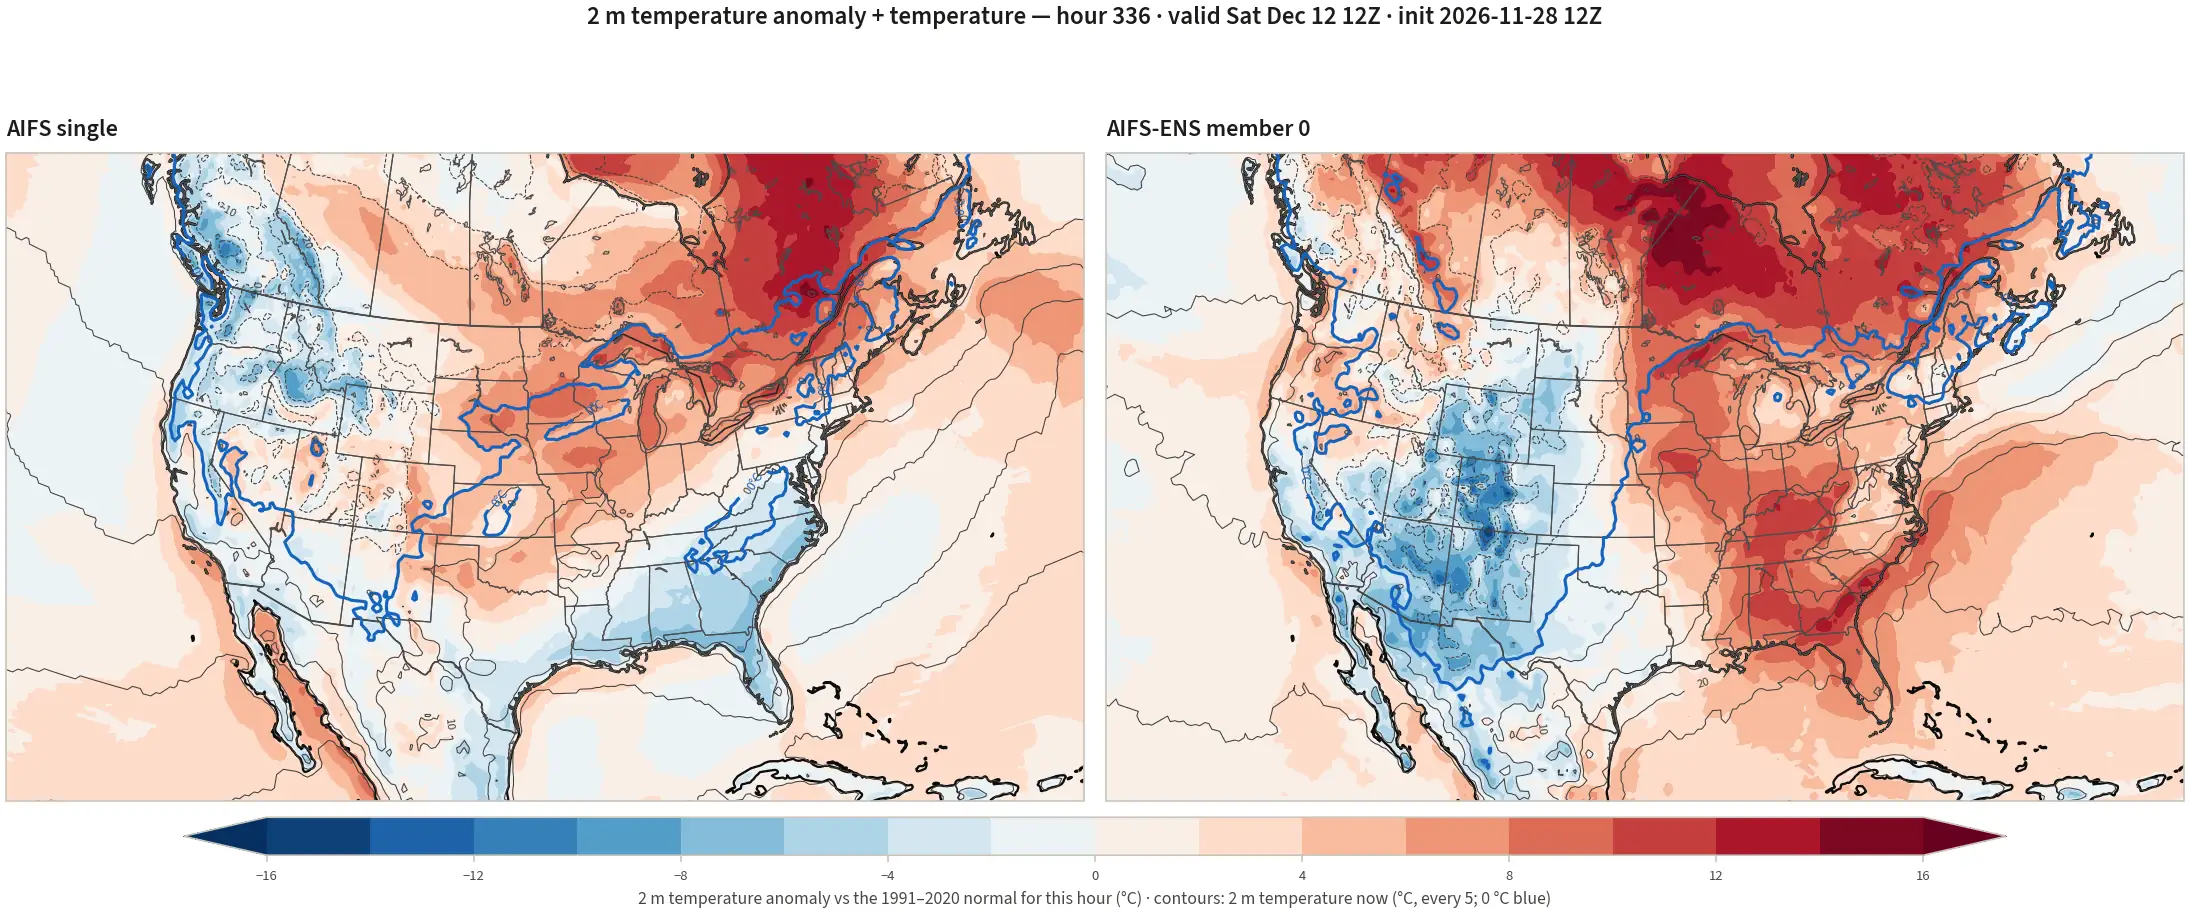 2 m temperature anomaly + temperature — hour 336 · valid Sat Dec 12 12Z · init 2026-11-28 12Z
AIFS single
AIFS-ENS member 0
−16 −12 −8 −4 0 4 8 12 16
2 m temperature anomaly vs the 1991–2020 normal for this hour (°C) · contours: 2 m temperature now (°C, every 5; 0 °C blue)